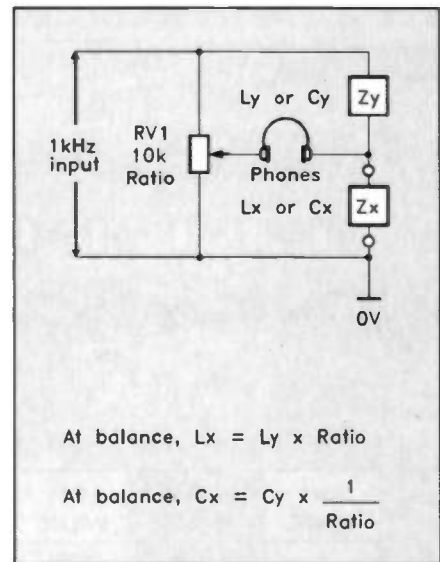 Ly or Cy
Zy
RV1
10k
Ratio
1kHz
input
Phones
Lx or Cx
Zx
0V
At balance, Lx = Ly x Ratio
At balance, Cx = Cy x 1
Ratio